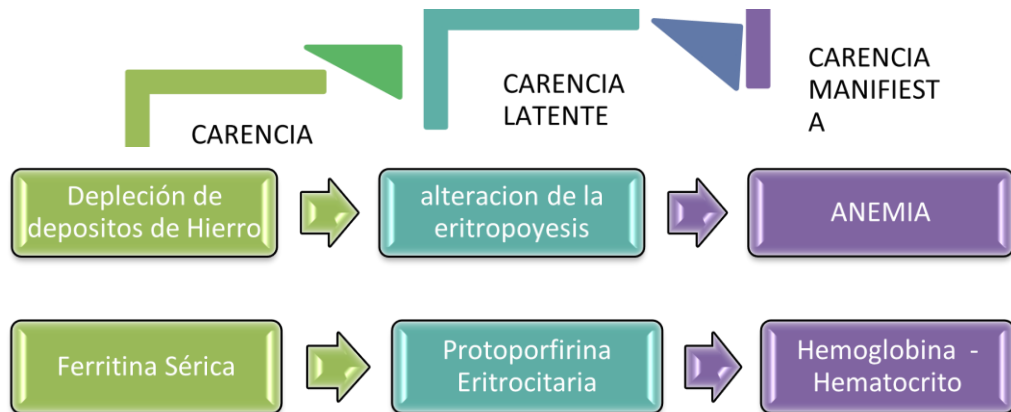 CARENCIA
CARENCIA
LATENTE
CARENCIA
MANIFIEST
A
Depleción de
depositos de Hierro
alteracion de la
eritropoyesis
ANEMIA
Ferritina Sérica
Protoporfirina
Eritrocitaria
Hemoglobina -
Hematocrito